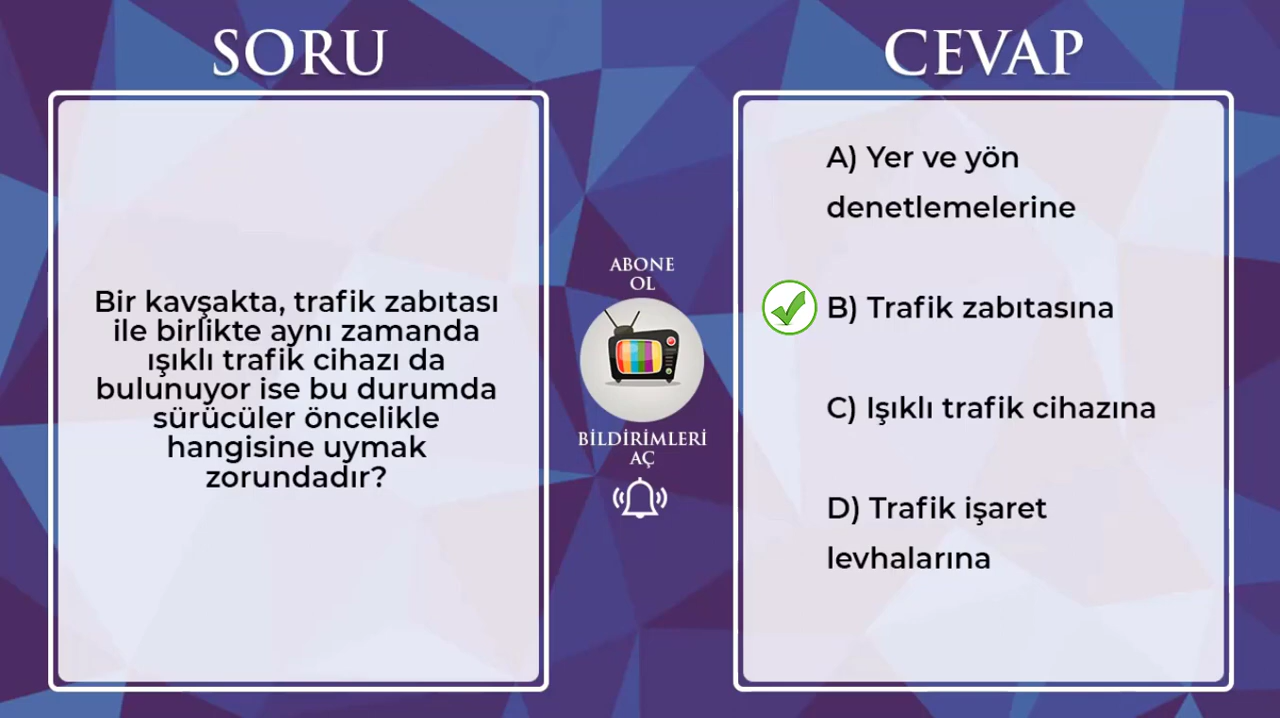 SORU
Bir kavşakta, trafik zabıtası
ile birlikte aynı zamanda
ışıklı trafik cihazı da
bulunuyor ise bu durumda
sürücüler öncelikle
hangisine uymak
zorundadır?
ABONE
OL
BİLDİRİMLERİ
AÇ
CEVAP
A) Yer ve yön
denetlemelerine
B) Trafik zabıtasına
C) Işıklı trafik cihazına
D) Trafik işaret
levhalarına